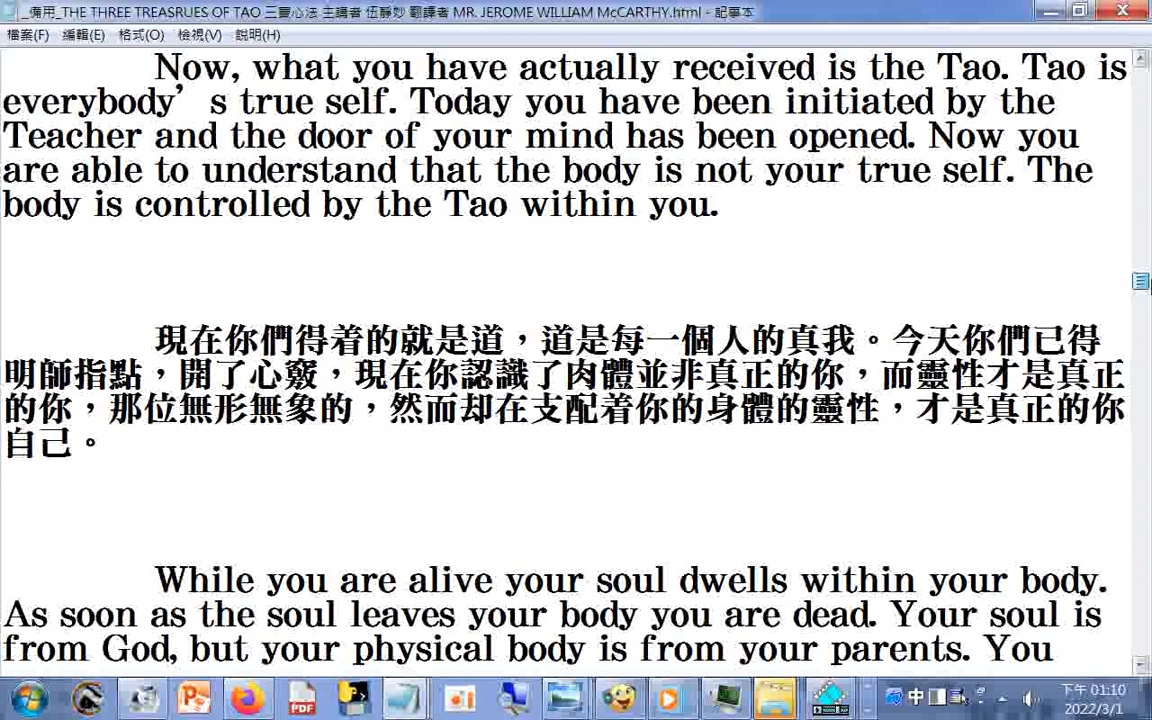 _備用_THE THREE TREASRUES OF TAO 三寶心法 主講者 伍靜妙 翻譯者 MR. JEROME WILLIAM McCARTHY.html - 記事本
檔案(F) 編輯(E) 格式(O) 檢視(V) 說明(H)
Now, what you have actually received is the Tao. Tao is
everybody’s true self. Today you have been initiated by the
Teacher and the door of your mind has been opened. Now you
are able to understand that the body is not your true self. The
body is controlled by the Tao within you.
現在你們得着的就是道，道是每一個人的真我。今天你們已得
明師指點，開了心竅，現在你認識了肉體並非真正的你，而靈性才是真正
的你，那位無形無象的，然而却在支配着你的身體的靈性，才是真正的你
自己。
While you are alive your soul dwells within your body.
As soon as the soul leaves your body you are dead. Your soul is
from God, but your physical body is from your parents. You
中
下午 01:10
2022/3/1